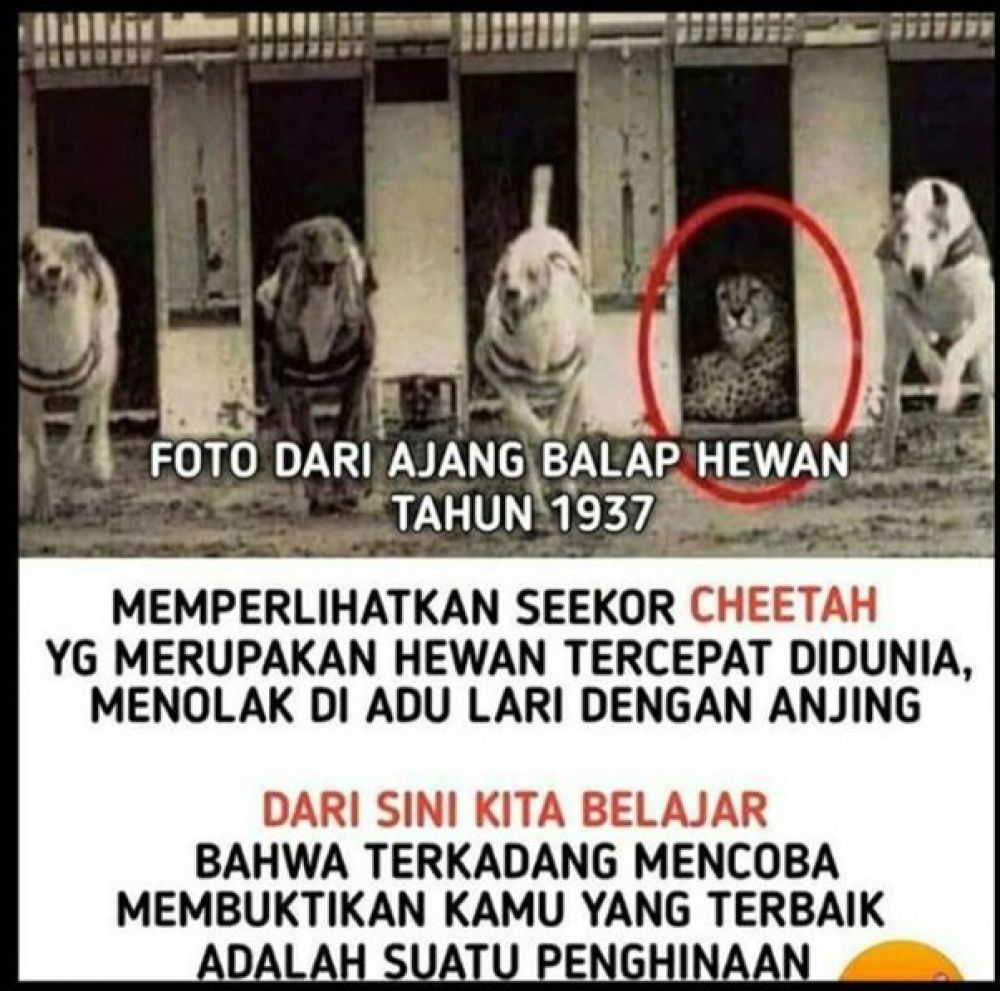 FOTO DARI AJANG BALAP HEWAN
TAHUN 1937
MEMPERLIHATKAN SEEKOR CHEETAH
YG MERUPAKAN HEWAN TERCEPAT DIDUNIA,
MENOLAK DI ADU LARI DENGAN ANJING
DARI SINI KITA BELAJAR
BAHWA TERKADANG MENCOBA
MEMBUKTIKAN KAMU YANG TERBAIK
ADALAH SUATU PENGHINAAN